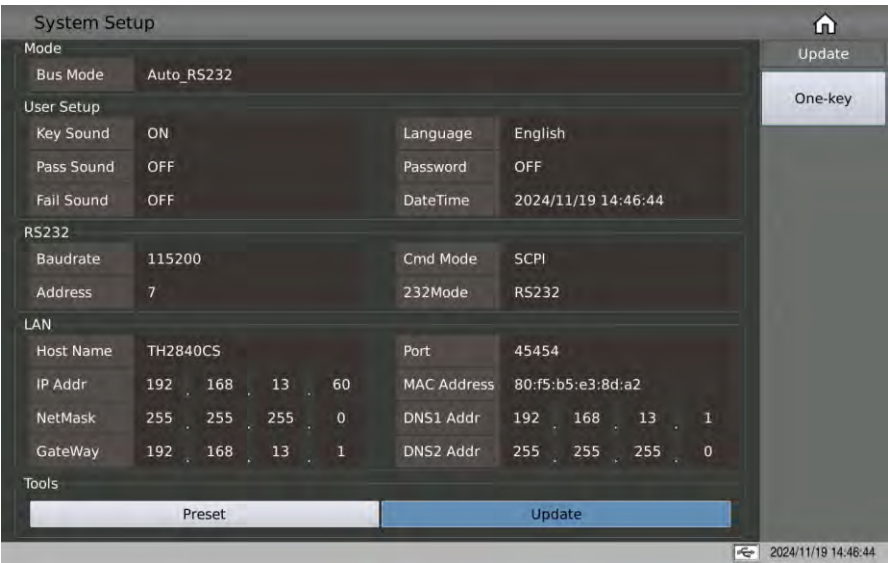 System Setup
Update
One-key
Mode
Bus Mode Auto_RS232
User Setup
Key Sound ON Language English
Pass Sound OFF Password OFF
Fail Sound OFF DateTime 2024/11/19 14:46:44
RS232
Baudrate 115200 Cmd Mode SCPI
Address 7 232Mode RS232
LAN
Host Name TH2840CS Port 45454
IP Addr 192 . 168 . 13 . 60 MAC Address 80:f5:b5:e3:8d:a2
NetMask 255 . 255 . 255 . 0 DNS1 Addr 192 . 168 . 13 . 1
GateWay 192 . 168 . 13 . 1 DNS2 Addr 255 . 255 . 255 . 0
Tools
Preset Update
2024/11/19 14:46:44